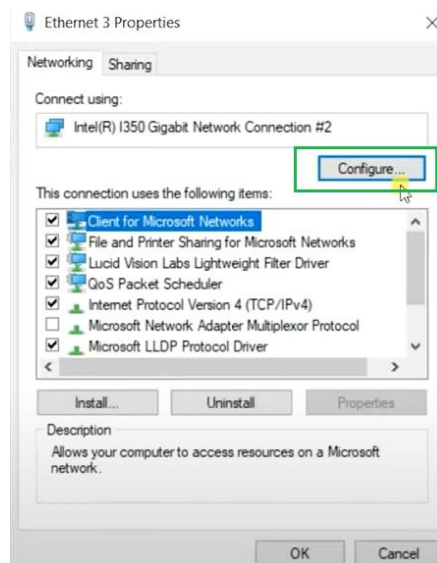 Ethernet 3 Properties
Networking Sharing
Connect using:
Intel(R) I350 Gigabit Network Connection #2
Configure...
This connection uses the following items:
Client for Microsoft Networks
File and Printer Sharing for Microsoft Networks
Lucid Vision Labs Lightweight Filter Driver
QoS Packet Scheduler
Internet Protocol Version 4 (TCP/IPv4)
Microsoft Network Adapter Multiplexor Protocol
Microsoft LLDP Protocol Driver
Install... Uninstall Properties
Description
Allows your computer to access resources on a Microsoft
network.
OK Cancel